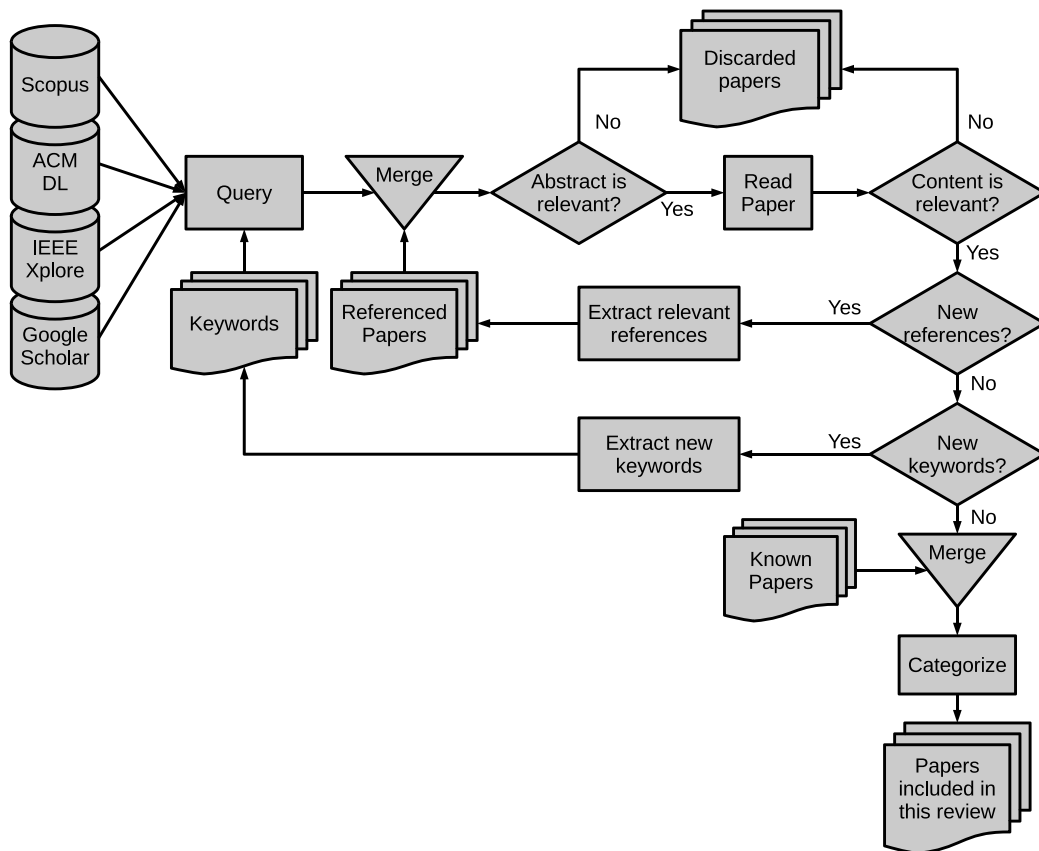 Scopus
ACM
DL
IEEE
Xplore
Google
Scholar
Query
Keywords
Merge
Referenced
Papers
Abstract is
relevant?
No
Yes
Discarded
papers
Read
Paper
Content is
relevant?
No
Yes
New
references?
Yes
No
Extract relevant
references
New
keywords?
Yes
No
Extract new
keywords
Known
Papers
Merge
Categorize
Papers
included in
this review